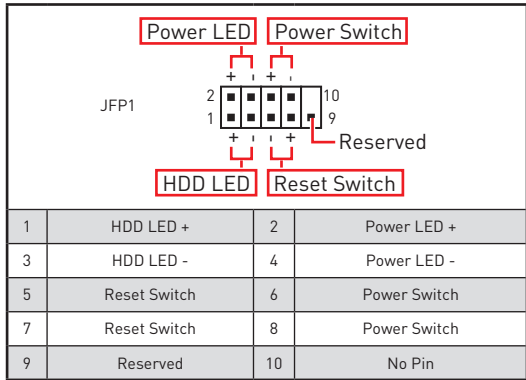 Power LED Power Switch
+ - + -
JFP1
2 10
1 9
+ - - +
Reserved
HDD LED Reset Switch
1 HDD LED + 2 Power LED +
3 HDD LED - 4 Power LED -
5 Reset Switch 6 Power Switch
7 Reset Switch 8 Power Switch
9 Reserved 10 No Pin